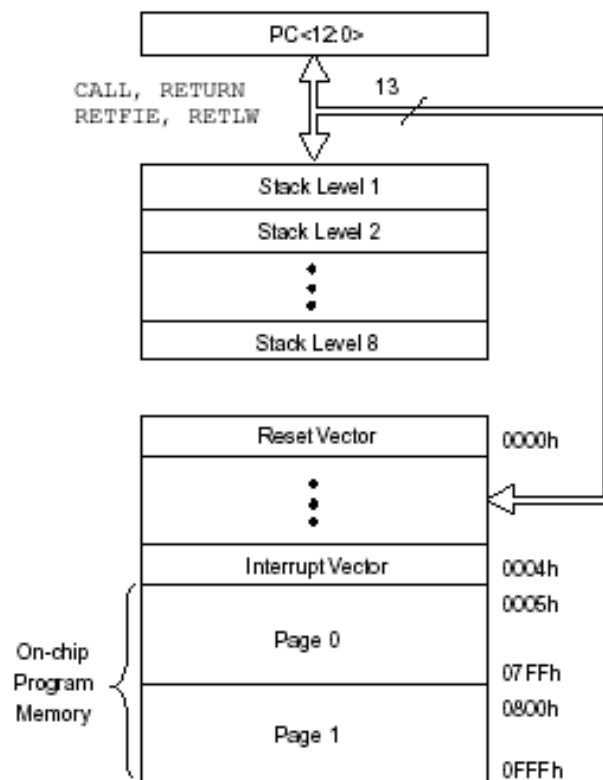 PC<12:0>
CALL, RETURN
RETFIE, RETLW
13
Stack Level 1
Stack Level 2
Stack Level 8
Reset Vector
0000h
Interrupt Vector
0004h
0005h
On-chip
Program
Memory
Page 0
07FFh
0800h
Page 1
0FFFh